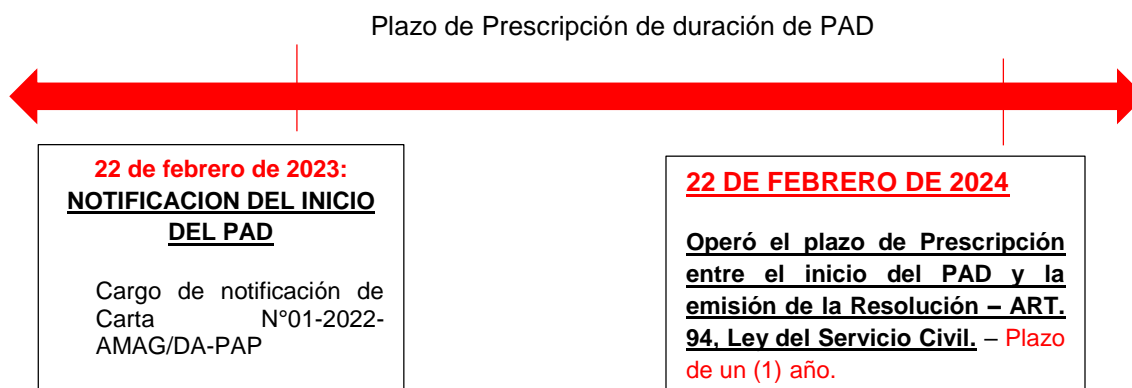 Plazo de Prescripción de duración de PAD
22 de febrero de 2023:
NOTIFICACION DEL INICIO
DEL PAD
Cargo de notificación de
Carta N°01-2022-
AMAG/DA-PAP
22 DE FEBRERO DE 2024
Operó el plazo de Prescripción
entre el inicio del PAD y la
emisión de la Resolución – ART.
94, Ley del Servicio Civil. – Plazo
de un (1) año.